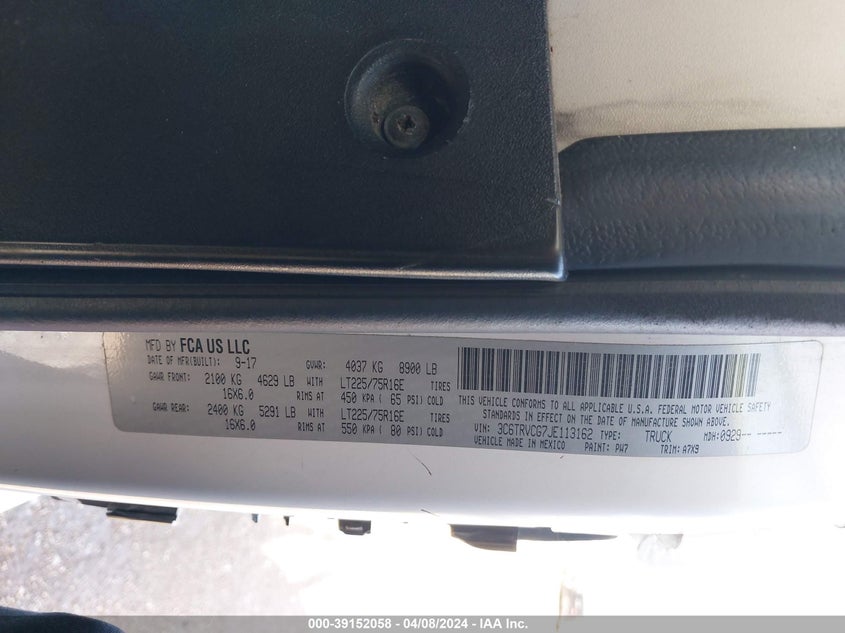 MFD BY FCA US LLC
DATE OF MFR(BUILT): 9-17 GVWR: 4037 KG 8900 LB
GAWR FRONT: 2100 KG 4629 LB WITH LT225/75R16E TIRES
16X6.0 RIMS AT 450 KPA ( 65 PSI) COLD
GAWR REAR: 2400 KG 5291 LB WITH LT225/75R16E TIRES
16X6.0 RIMS AT 550 KPA ( 80 PSI) COLD
THIS VEHICLE CONFORMS TO ALL APPLICABLE U.S.A. FEDERAL MOTOR VEHICLE SAFETY
STANDARDS IN EFFECT ON THE DATE OF MANUFACTURE SHOWN ABOVE
VIN: 3C6TRVCG7JE113162 TYPE: TRUCK MDH: 0929-- -----
VEHICLE MADE IN MEXICO PAINT: PW7 TRIM: A7X9
000-39152058 - 04/08/2024 - IAA Inc.